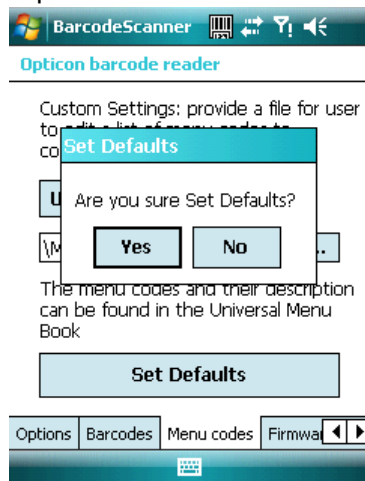 BarcodeScanner
Opticon barcode reader
Custom Settings: provide a file for user
Set Defaults
Are you sure Set Defaults?
Yes No
\M ..
The menu codes and their description
can be found in the Universal Menu
Book
Set Defaults
Options Barcodes Menu codes Firmwa